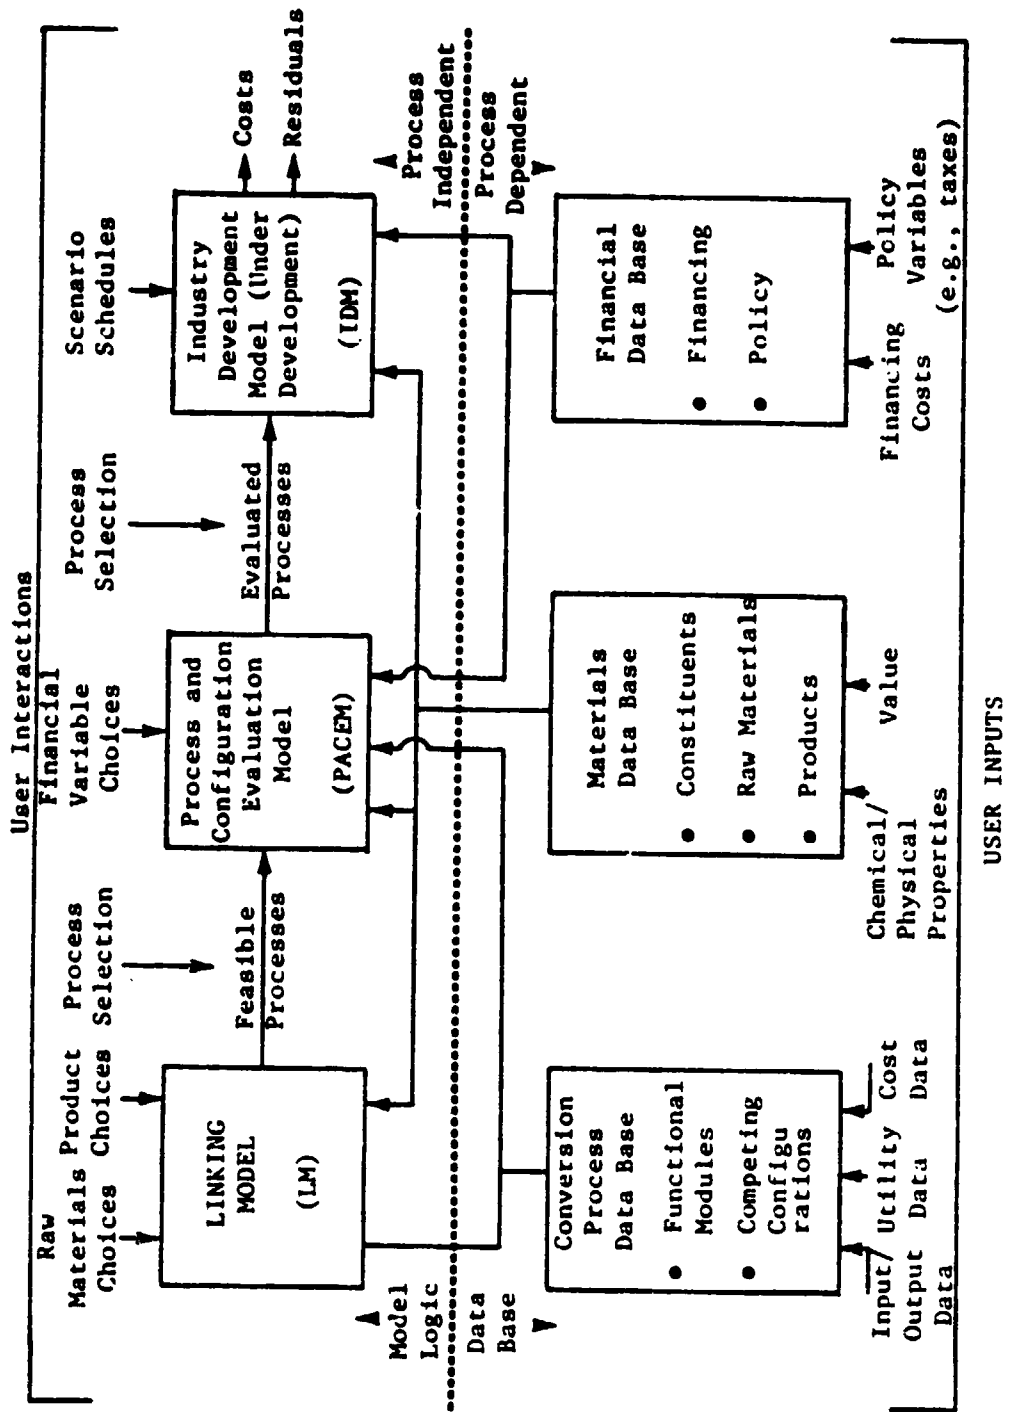 User Interactions
Raw
Materials
Choices
Product
Choices
Process
Selection
Financial
Variable
Choices
Process
Selection
Scenario
Schedules
LINKING
MODEL
(LM)
Feasible
Processes
Process and
Configuration
Evaluation
Model
(PACEM)
Evaluated
Processes
Industry
Development
Model (Under
Development)
(IDM)
Costs
Residuals
Model
Logic
Data
Base
Process
Independent
Process
Dependent
Conversion
Process
Data Base
● Functional
Modules
● Competing
Configu
rations
Materials
Data Base
● Constituents
● Raw Materials
● Products
Financial
Data Base
● Financing
● Policy
Input/
Output
Data
Utility
Data
Cost
Data
Chemical/
Physical
Properties
Value
Financing
Costs
Policy
Variables
(e.g., taxes)
USER INPUTS